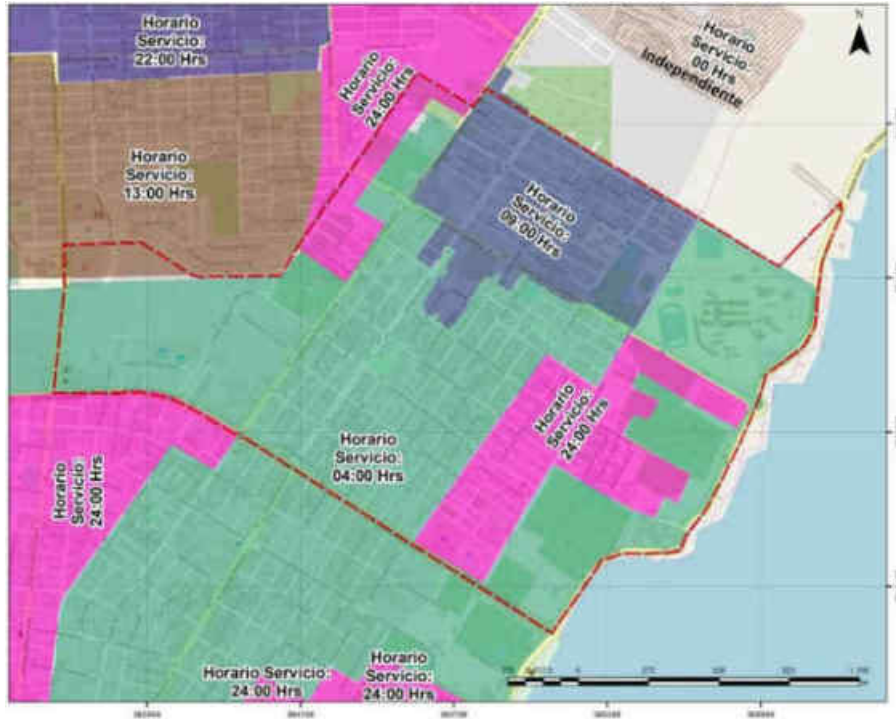 Horario
Servicio:
22:00 Hrs
Horario
Servicio:
24:00 Hrs
Horario
Servicio:
00 Hrs
Independiente
N
Horario
Servicio:
13:00 Hrs
Horario
Servicio:
09:00 Hrs
Horario
Servicio:
24:00 Hrs
Horario
Servicio:
04:00 Hrs
Horario
Servicio:
24:00 Hrs
Horario Servicio:
24:00 Hrs
Horario
Servicio:
24:00 Hrs